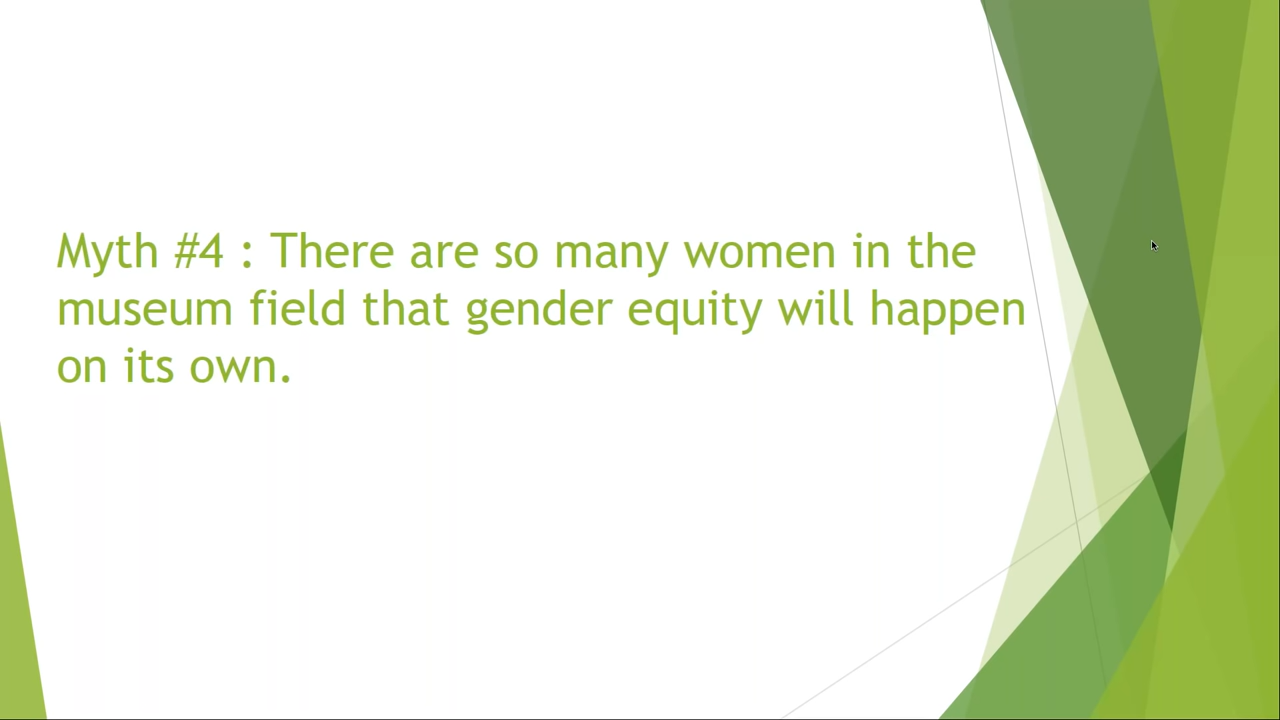 Myth #4 : There are so many women in the
museum field that gender equity will happen
on its own.